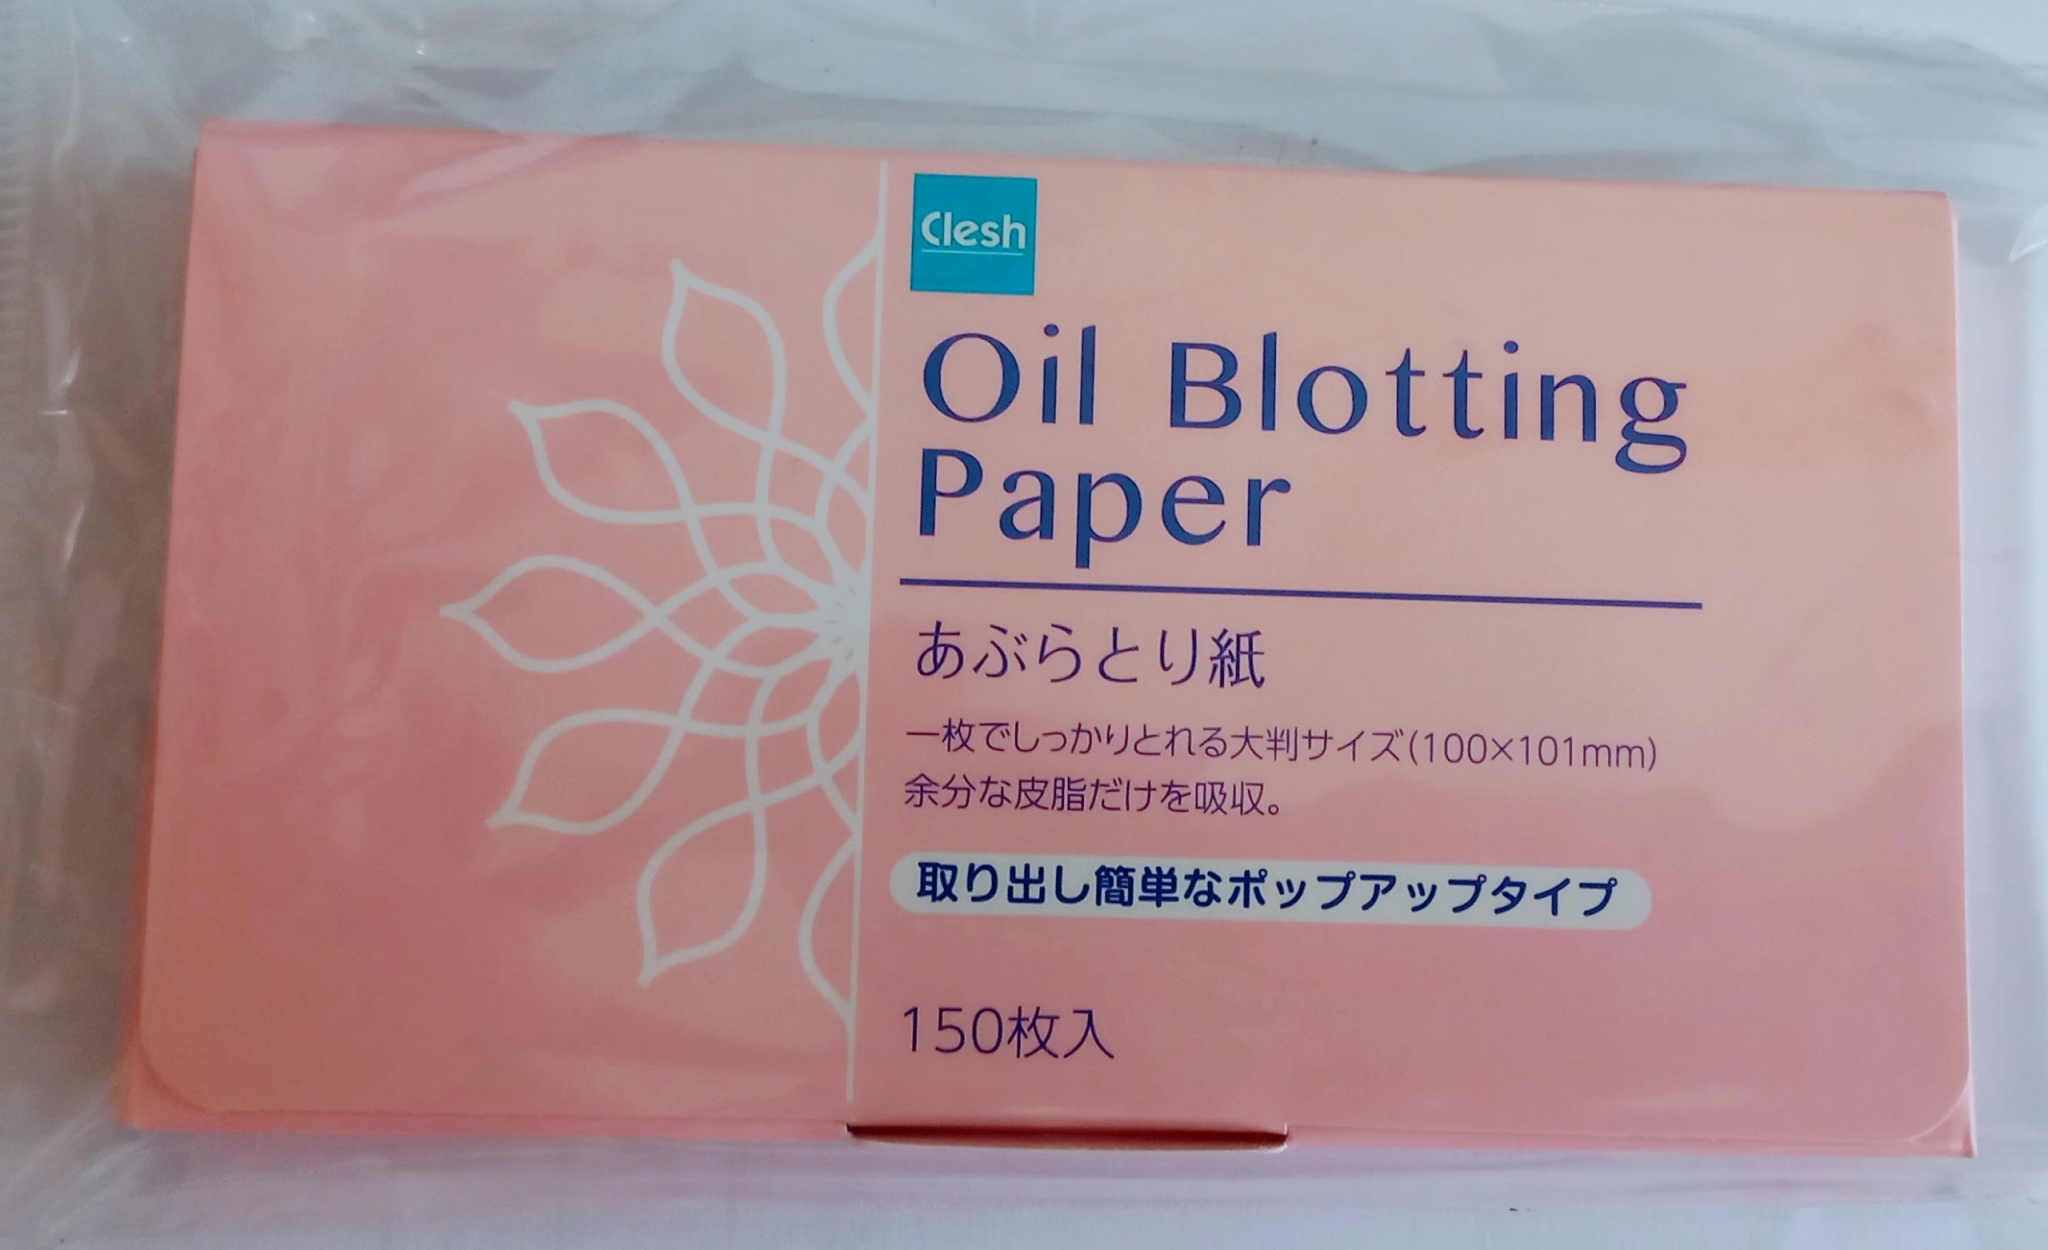 Clesh
Oil Blotting
Paper
あぶらとり紙
一枚でしっかりとれる大判サイズ(100×101mm)
余分な皮脂だけを吸収。
取り出し簡単なポップアップタイプ
150枚入